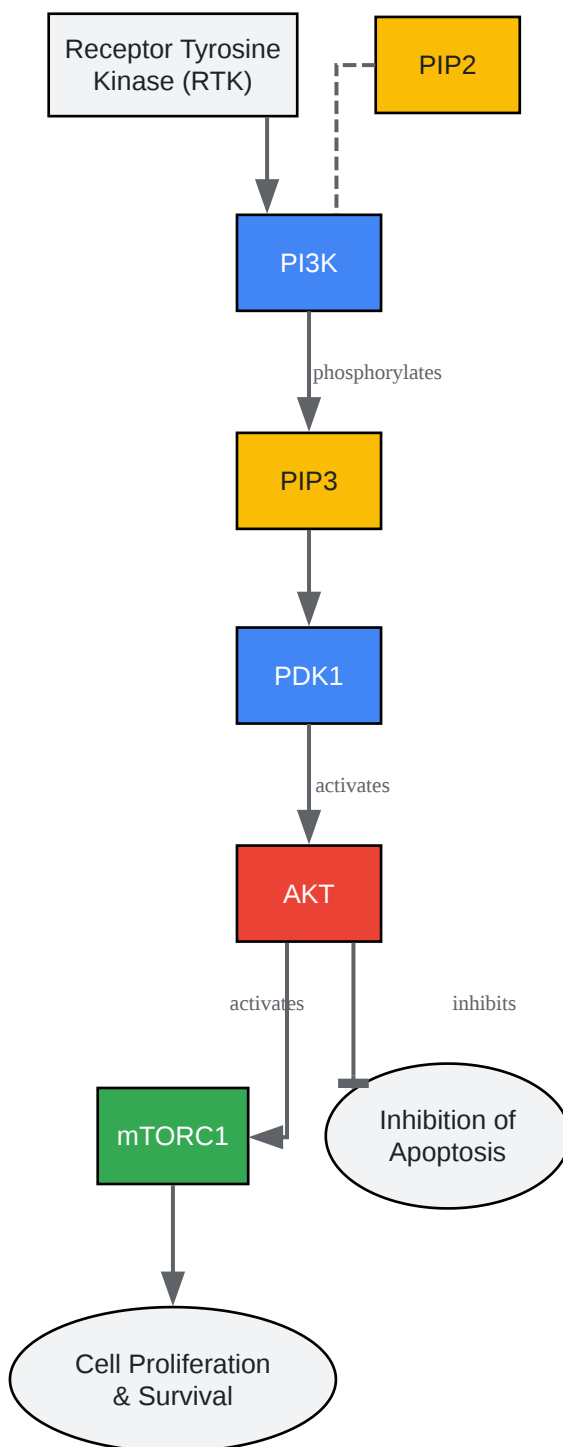 Receptor Tyrosine
Kinase (RTK)
PIP2
PI3K
phosphorylates
PIP3
PDK1
activates
AKT
activates
inhibits
mTORC1
Inhibition of
Apoptosis
Cell Proliferation
& Survival